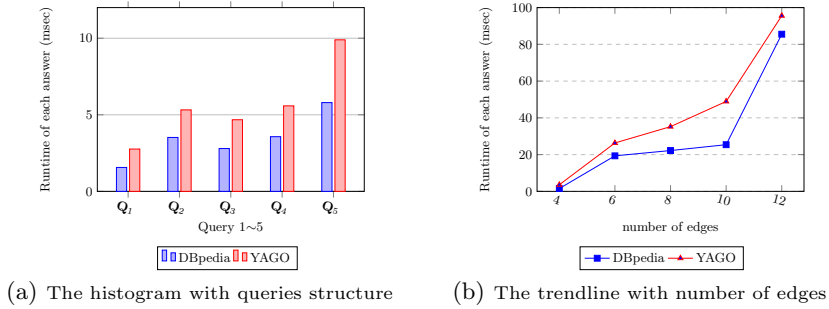 Runtime of each answer (msec)
10
5
0
Q1 Q2 Q3 Q4 Q5
Query 1∼5
DBpedia YAGO
(a) The histogram with queries structure
Runtime of each answer (msec)
100
80
60
40
20
0
4 6 8 10 12
number of edges
DBpedia YAGO
(b) The trendline with number of edges